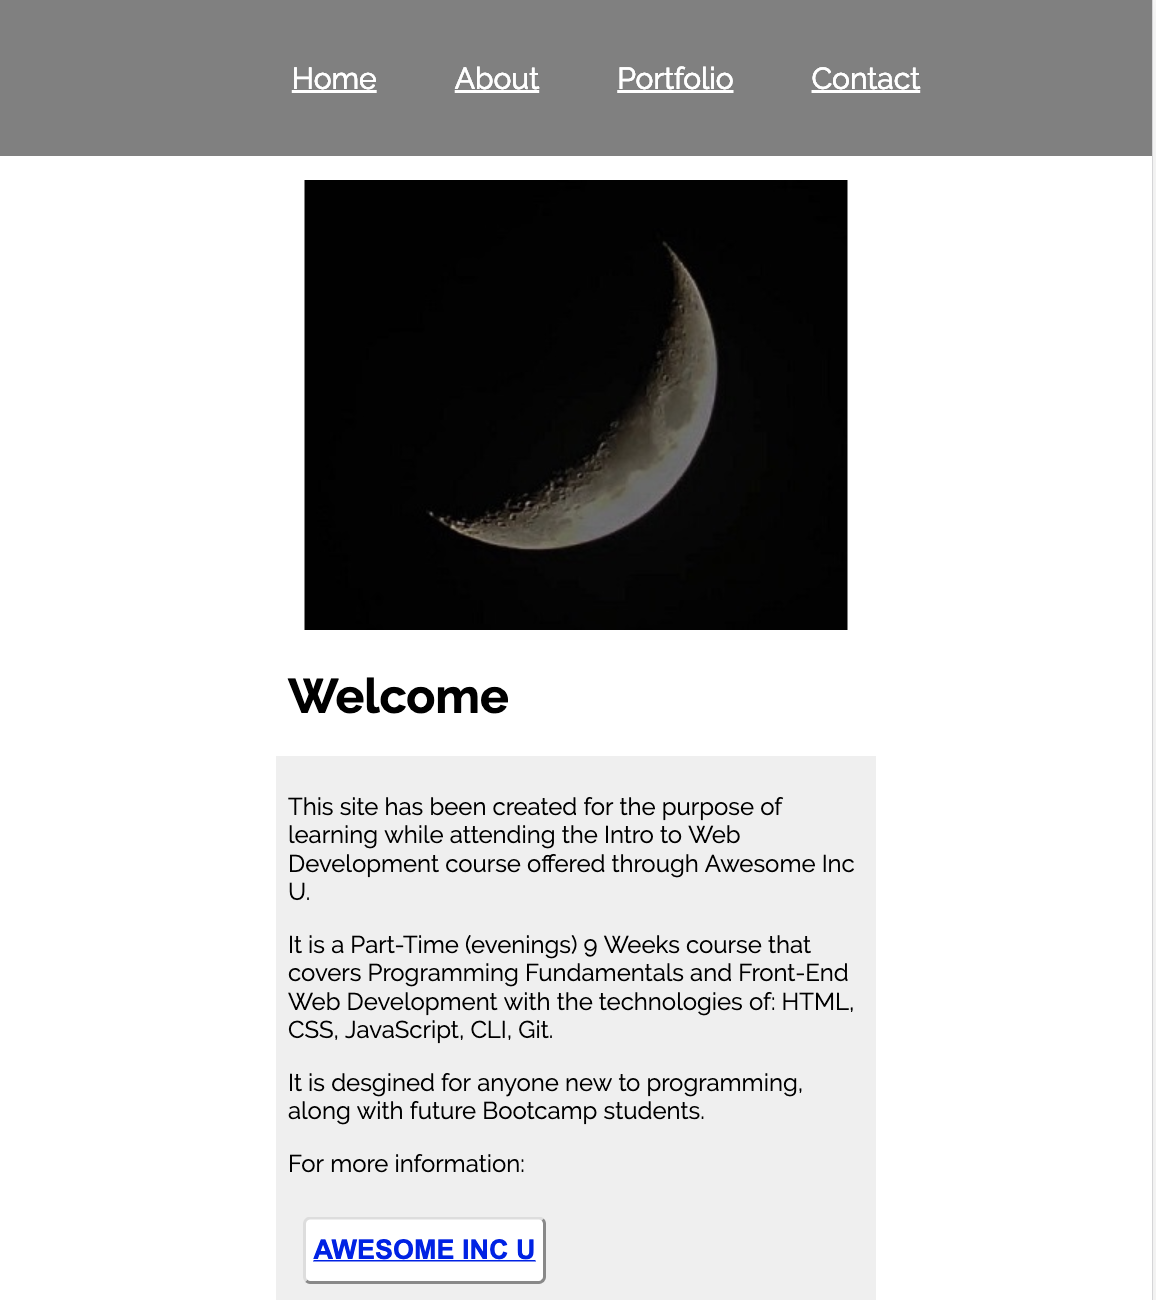 Home About Portfolio Contact
Welcome
This site has been created for the purpose of
learning while attending the Intro to Web
Development course offered through Awesome Inc
U.
It is a Part-Time (evenings) 9 Weeks course that
covers Programming Fundamentals and Front-End
Web Development with the technologies of: HTML,
CSS, JavaScript, CLI, Git.
It is desgined for anyone new to programming,
along with future Bootcamp students.
For more information:
AWESOME INC U